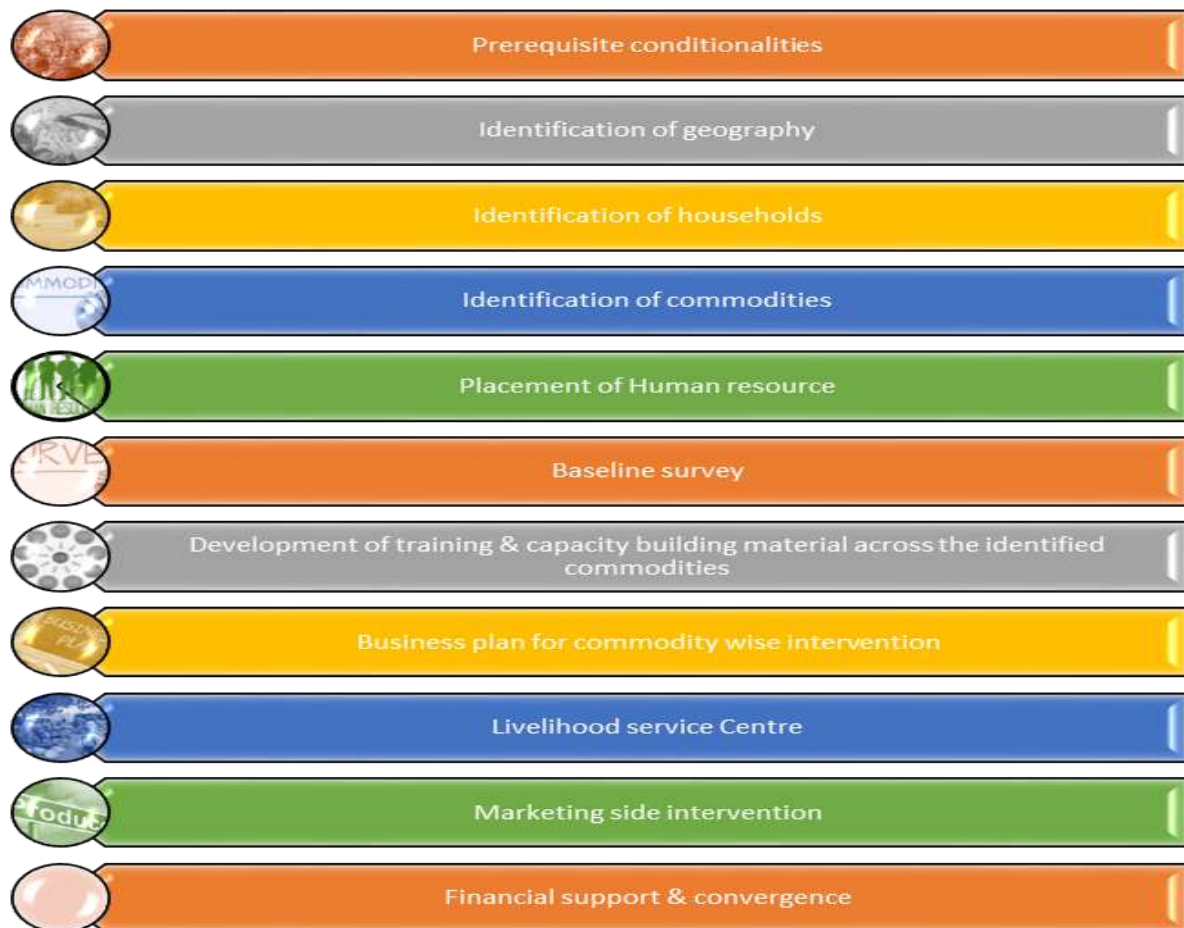 Prerequisite conditionalities
Identification of geography
Identification of households
Identification of commodities
Placement of Human resource
Baseline survey
Development of training & capacity building material across the identified
commodities
Business plan for commodity wise intervention
Livelihood service Centre
Marketing side intervention
Financial support & convergence